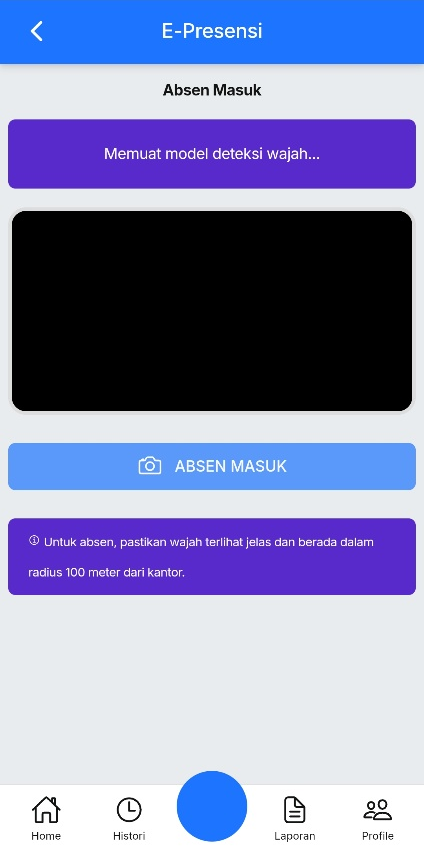 E-Presensi
Absen Masuk
Memuat model deteksi wajah...
ABSEN MASUK
Untuk absen, pastikan wajah terlihat jelas dan berada dalam
radius 100 meter dari kantor.
Home
Histori
Laporan
Profile